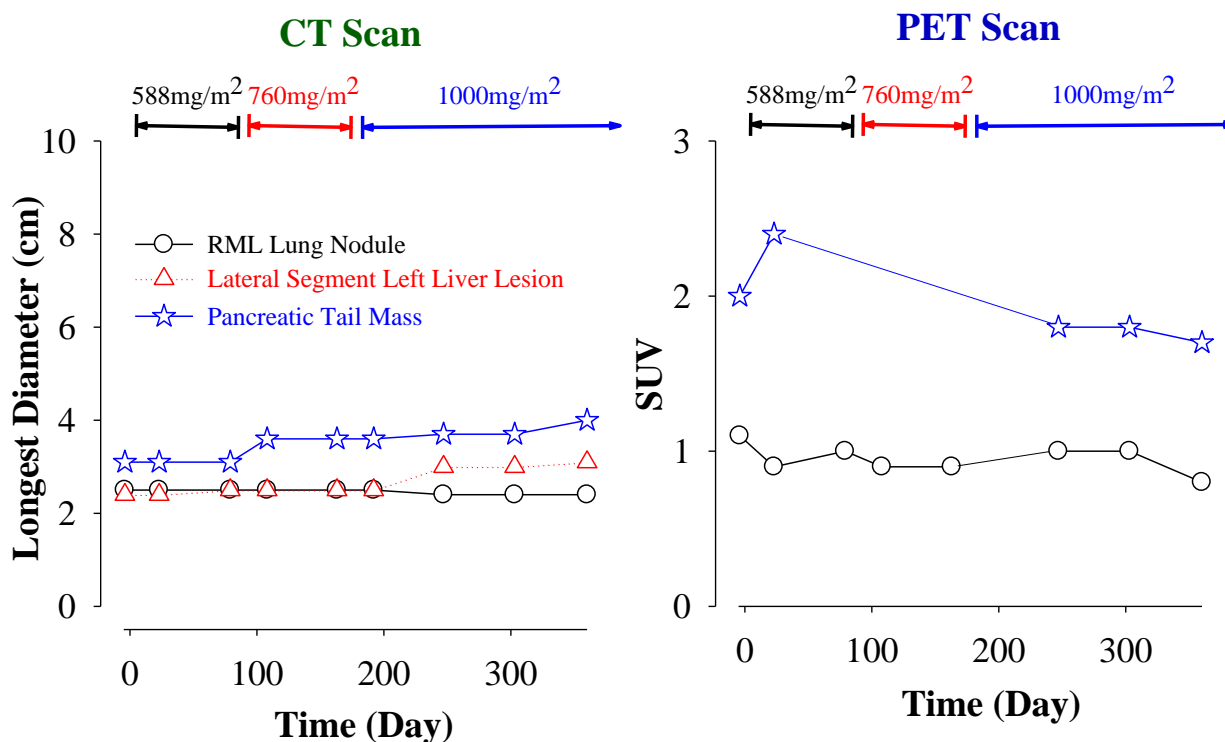 CT Scan
588mg/m²
760mg/m²
1000mg/m²
10
8
6
4
2
0
Longest Diameter (cm)
RML Lung Nodule
Lateral Segment Left Liver Lesion
Pancreatic Tail Mass
0
100
200
300
Time (Day)
PET Scan
588mg/m²
760mg/m²
1000mg/m²
3
2
1
0
SUV
0
100
200
300
Time (Day)